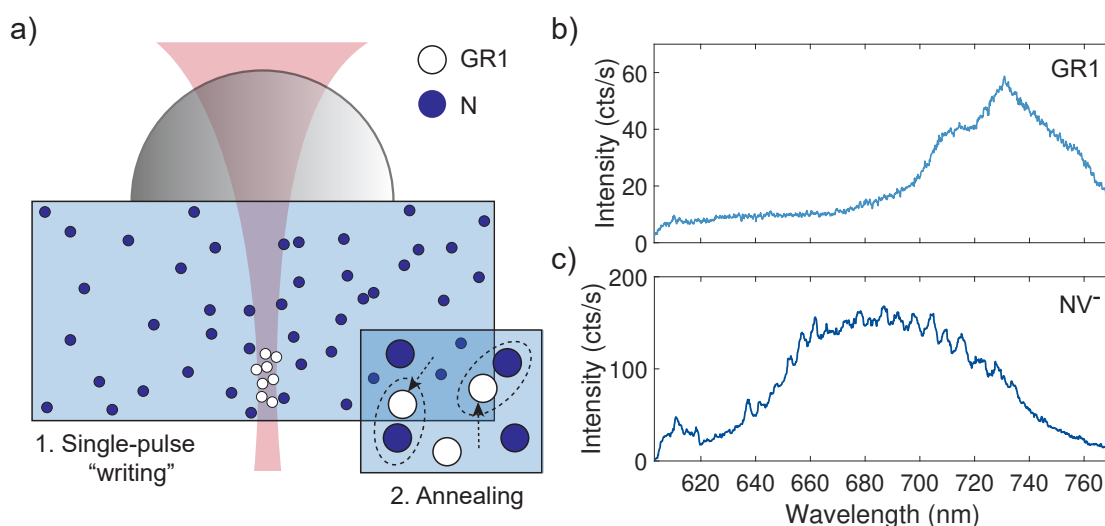 a)
GR1
N
1. Single-pulse
“writing”
2. Annealing
b)
GR1
Intensity (cts/s)
60
40
20
0
c)
NV-
Intensity (cts/s)
200
100
0
620 640 660 680 700 720 740 760
Wavelength (nm)